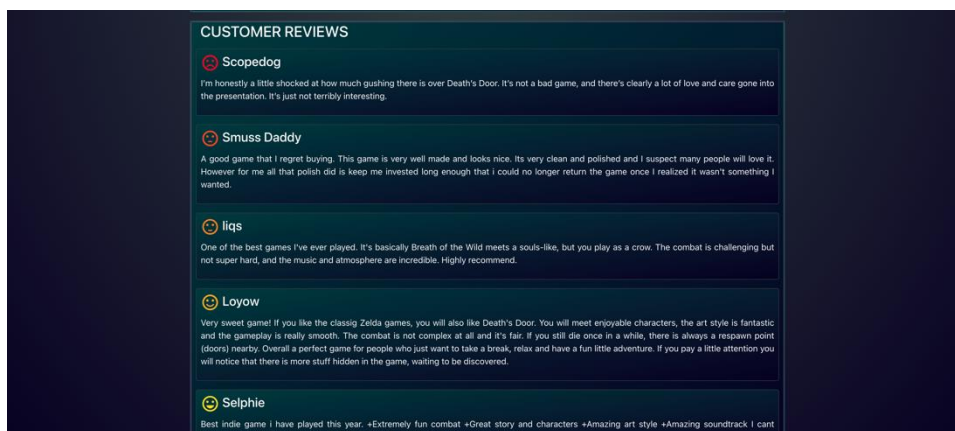 CUSTOMER REVIEWS
Scopedog
I'm honestly a little shocked at how much gushing there is over Death's Door. It's not a bad game, and there's clearly a lot of love and care gone into
the presentation. It's just not terribly interesting.
Smuss Daddy
A good game that I regret buying. This game is very well made and looks nice. Its very clean and polished and I suspect many people will love it.
However for me all that polish did is keep me invested long enough that i could no longer return the game once I realized it wasn't something I
wanted.
liqs
One of the best games I've ever played. It's basically Breath of the Wild meets a souls-like, but you play as a crow. The combat is challenging but
not super hard, and the music and atmosphere are incredible. Highly recommend.
Loyow
Very sweet game! If you like the classig Zelda games, you will also like Death's Door. You will meet enjoyable characters, the art style is fantastic
and the gameplay is really smooth. The combat is not complex at all and it's fair. If you still die once in a while, there is always a respawn point
(doors) nearby. Overall a perfect game for people who just want to take a break, relax and have a fun little adventure. If you pay a little attention you
will notice that there is more stuff hidden in the game, waiting to be discovered.
Selphie
Best indie game i have played this year. +Extremely fun combat +Great story and characters +Amazing art style +Amazing soundtrack I cant